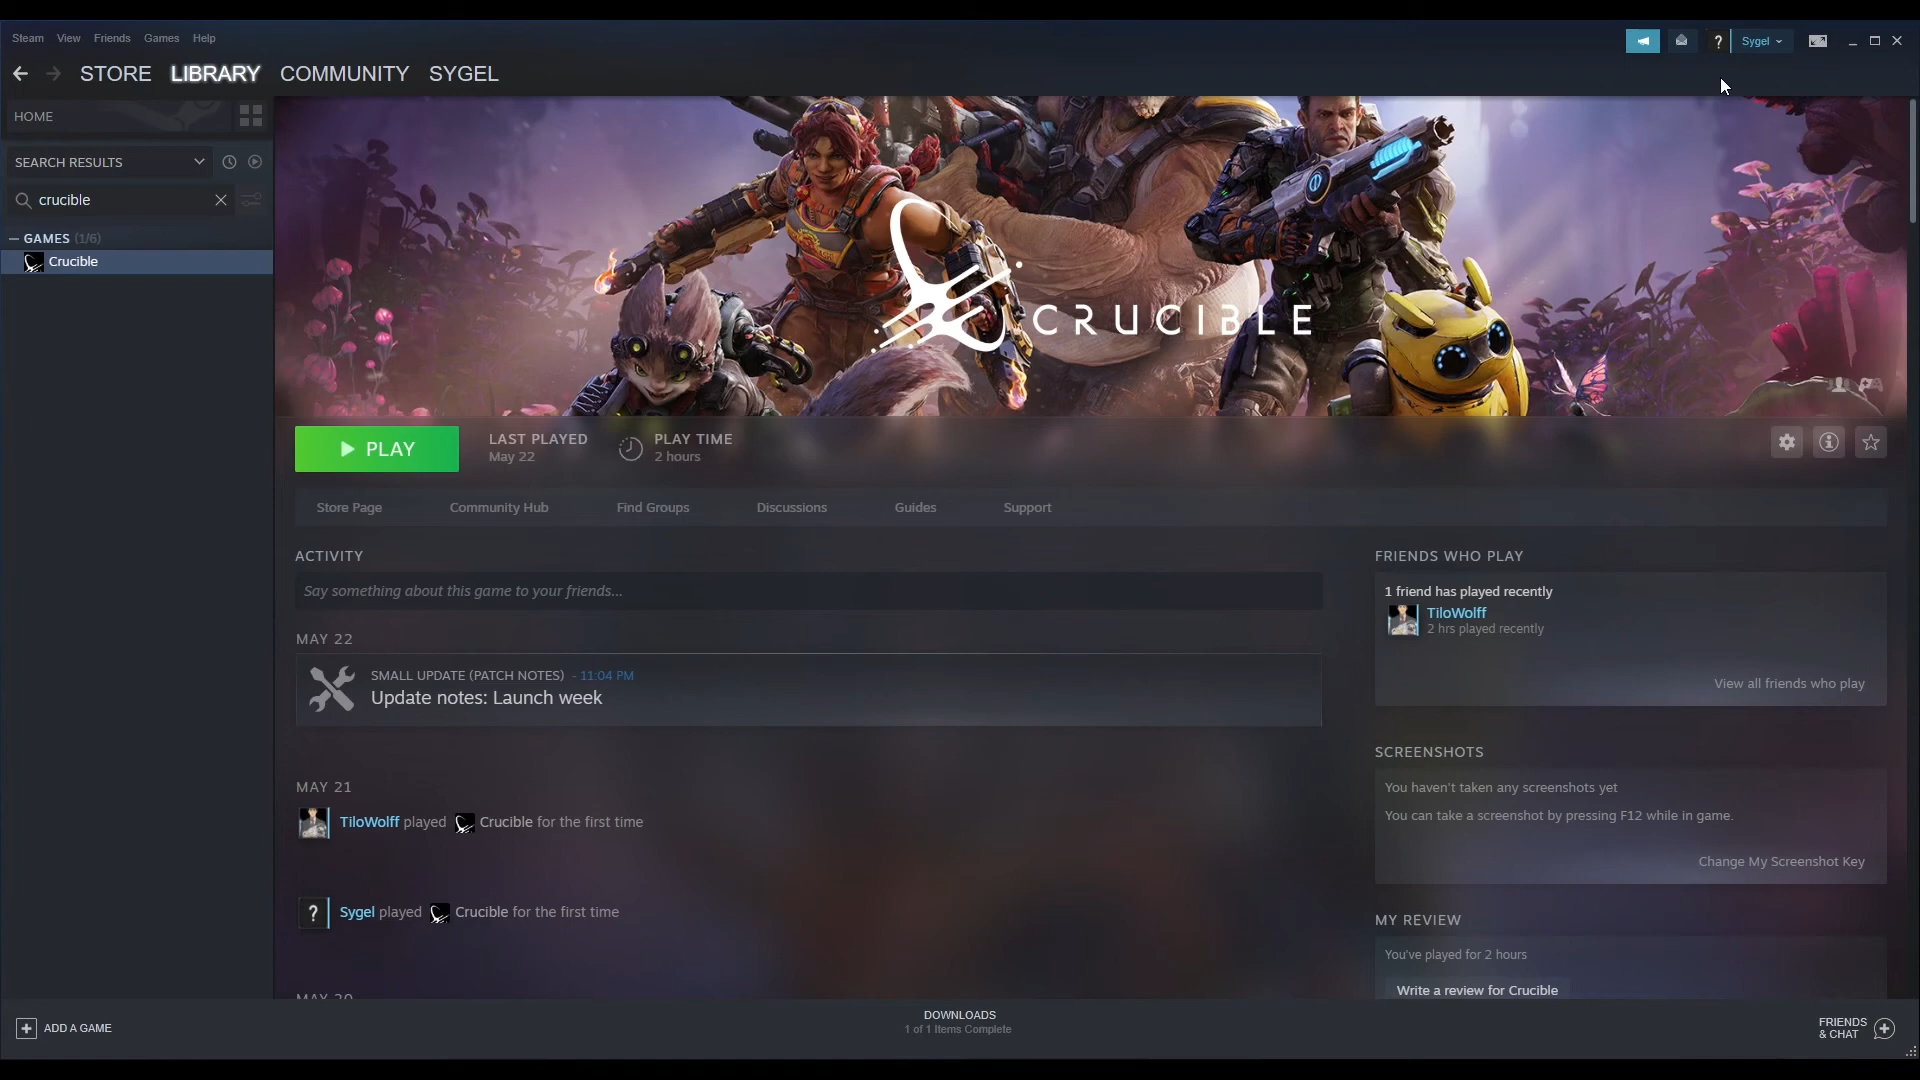 Steam View Friends Games Help
? Sygel
STORE LIBRARY COMMUNITY SYGEL
HOME
SEARCH RESULTS
crucible
GAMES (1/6)
Crucible
CRUCIBLE
PLAY
LAST PLAYED
May 22
PLAY TIME
2 hours
Store Page Community Hub Find Groups Discussions Guides Support
ACTIVITY
Say something about this game to your friends...
MAY 22
SMALL UPDATE (PATCH NOTES) - 11:04 PM
Update notes: Launch week
MAY 21
TiloWolff played Crucible for the first time
? Sygel played Crucible for the first time
MAY 20
FRIENDS WHO PLAY
1 friend has played recently
TiloWolff
2 hrs played recently
View all friends who play
SCREENSHOTS
You haven't taken any screenshots yet
You can take a screenshot by pressing F12 while in game.
Change My Screenshot Key
MY REVIEW
You've played for 2 hours
Write a review for Crucible
ADD A GAME
DOWNLOADS
1 of 1 Items Complete
FRIENDS
& CHAT